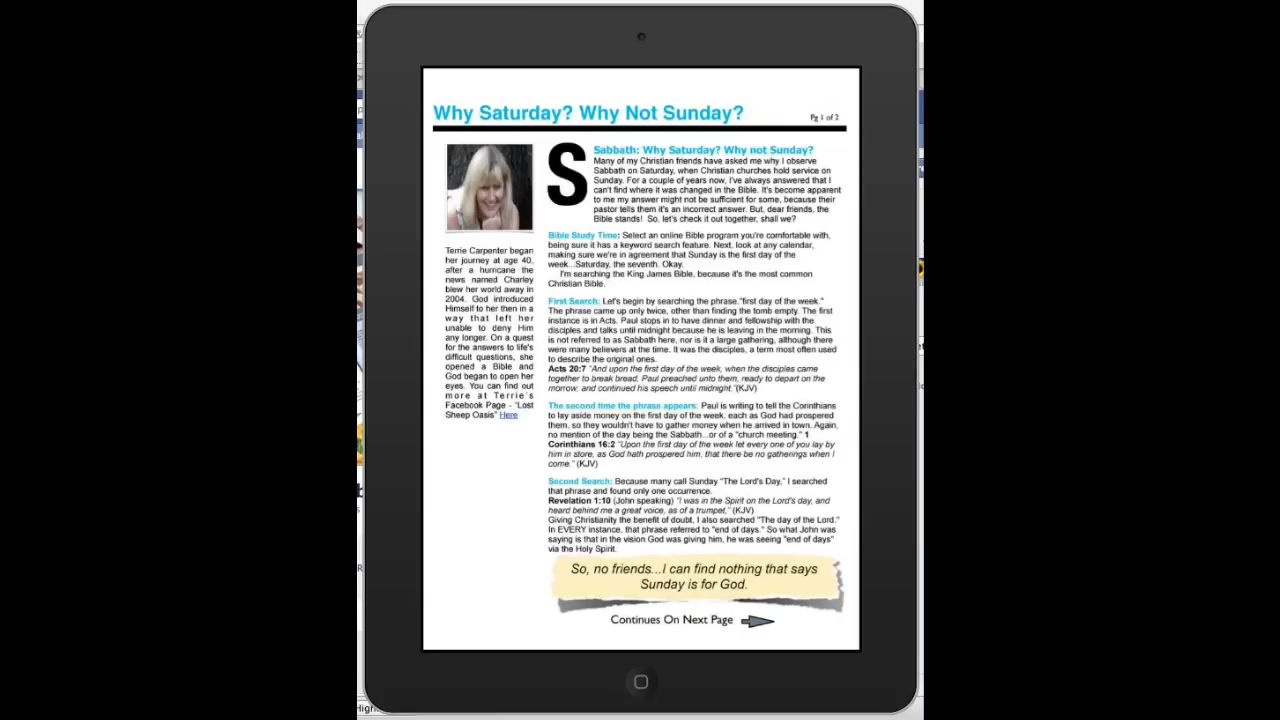 Why Saturday? Why Not Sunday?
Pg 1 of 2
Terrie Carpenter began
her journey at age 40,
after a hurricane the
news named Charley
blew her world away in
2004. God introduced
Himself to her then in a
way that left her
unable to deny Him
any longer. On a quest
for the answers to life's
difficult questions, she
opened a Bible and
God began to open her
eyes. You can find out
more at Terrie's
Facebook Page - "Lost
Sheep Oasis" Here
S
Sabbath: Why Saturday? Why not Sunday?
Many of my Christian friends have asked me why I observe
Sabbath on Saturday, when Christian churches hold service on
Sunday. For a couple of years now, I've always answered that I
can't find where it was changed in the Bible. It's become apparent
to me my answer might not be sufficient for some, because their
pastor tells them it's an incorrect answer. But, dear friends, the
Bible stands! So, let's check it out together, shall we?
Bible Study Time: Select an online Bible program you're comfortable with,
being sure it has a keyword search feature. Next, look at any calendar,
making sure we're in agreement that Sunday is the first day of the
week...Saturday, the seventh. Okay.
I'm searching the King James Bible, because it's the most common
Christian Bible.
First Search: Let's begin by searching the phrase,"first day of the week."
The phrase came up only twice, other than finding the tomb empty. The first
instance is in Acts. Paul stops in to have dinner and fellowship with the
disciples and talks until midnight because he is leaving in the morning. This
is not referred to as Sabbath here, nor is it a large gathering, although there
were many believers at the time. It was the disciples, a term most often used
to describe the original ones.
Acts 20:7 "And upon the first day of the week, when the disciples came
together to break bread, Paul preached unto them, ready to depart on the
morrow; and continued his speech until midnight."(KJV)
The second time the phrase appears: Paul is writing to tell the Corinthians
to lay aside money on the first day of the week, each as God had prospered
them, so they wouldn't have to gather money when he arrived in town. Again,
no mention of the day being the Sabbath...or of a "church meeting." 1
Corinthians 16:2 "Upon the first day of the week let every one of you lay by
him in store, as God hath prospered him, that there be no gatherings when I
come." (KJV)
Second Search: Because many call Sunday "The Lord's Day," I searched
that phrase and found only one occurrence.
Revelation 1:10 (John speaking) "I was in the Spirit on the Lord's day, and
heard behind me a great voice, as of a trumpet," (KJV)
Giving Christianity the benefit of doubt, I also searched "The day of the Lord."
In EVERY instance, that phrase referred to "end of days." So what John was
saying is that in the vision God was giving him, he was seeing "end of days"
via the Holy Spirit.
So, no friends...I can find nothing that says
Sunday is for God.
Continues On Next Page